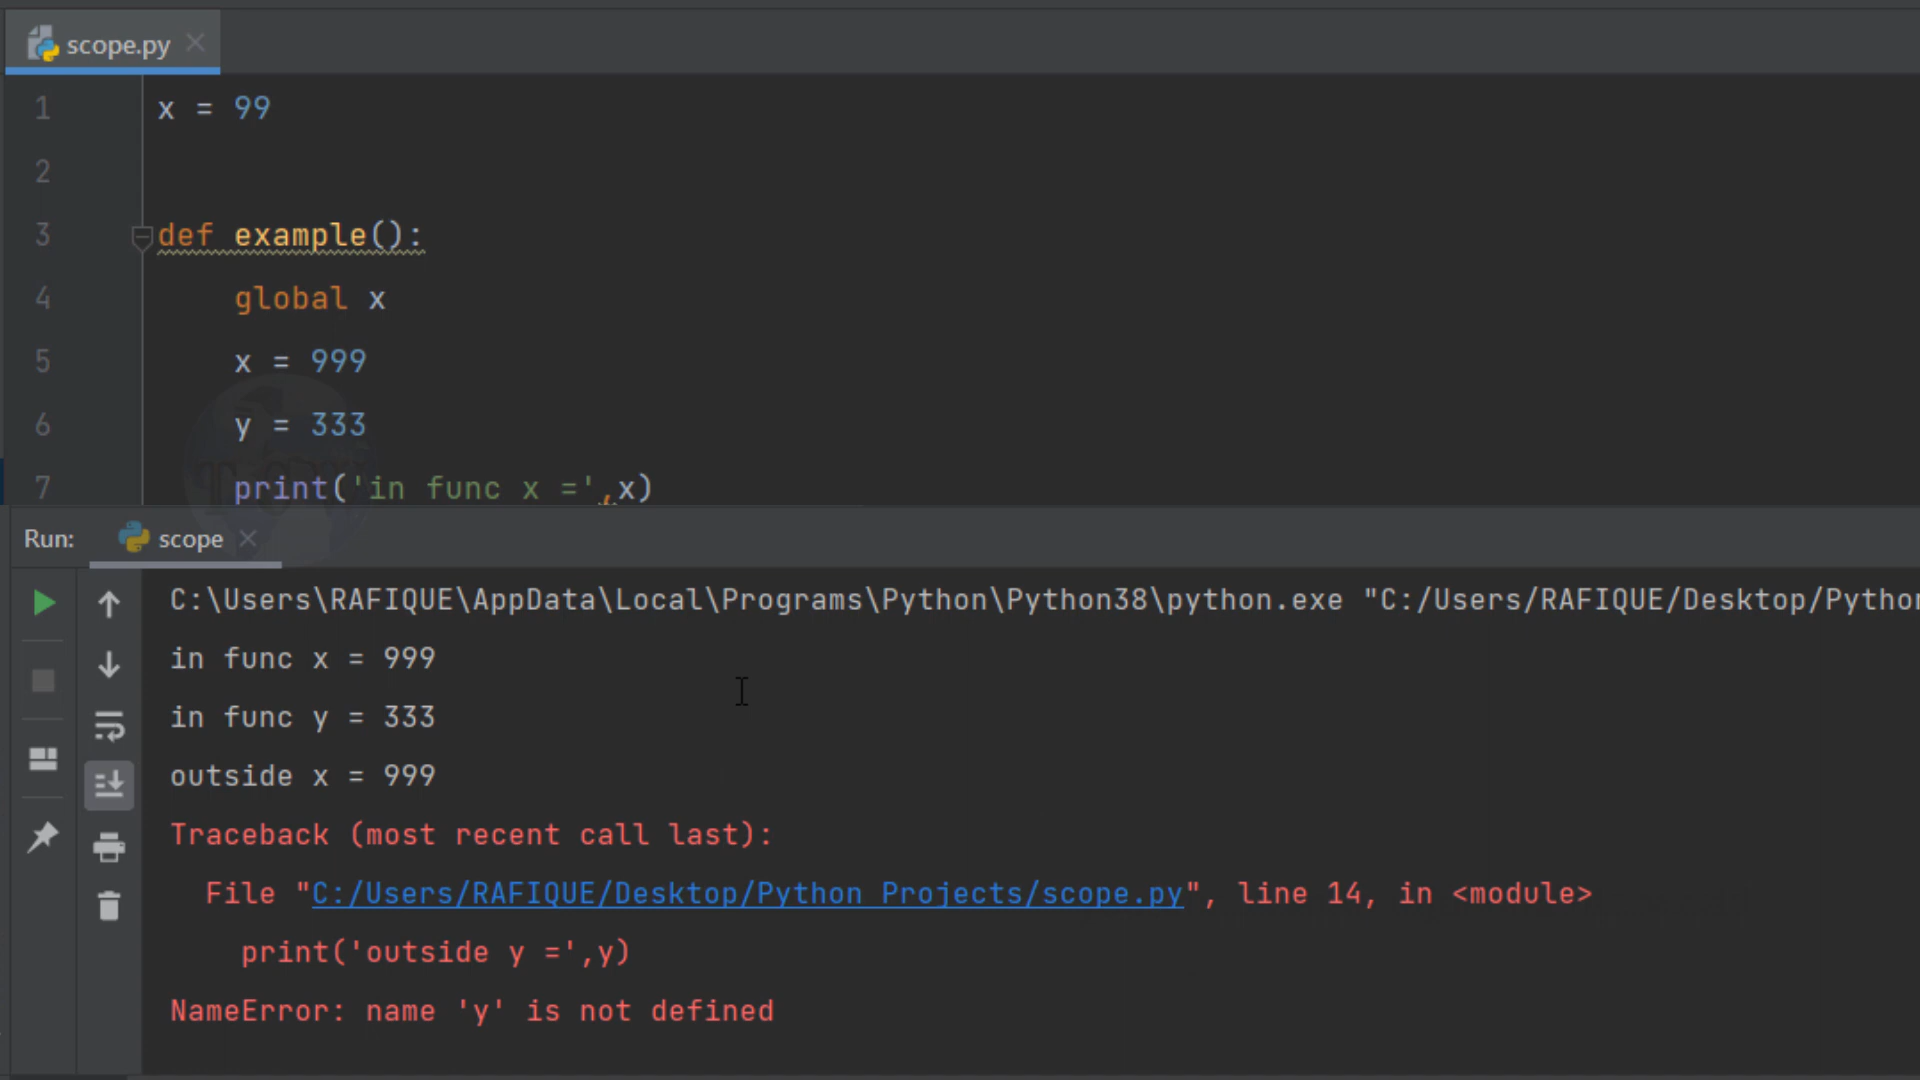 scope.py
1 x = 99
2
3 def example():
4 global x
5 x = 999
6 y = 333
7 print('in func x =',x)
Run: scope
C:\Users\RAFIQUE\AppData\Local\Programs\Python\Python38\python.exe "C:/Users/RAFIQUE/Desktop/Python
in func x = 999
in func y = 333
outside x = 999
Traceback (most recent call last):
File "C:/Users/RAFIQUE/Desktop/Python Projects/scope.py", line 14, in <module>
print('outside y =',y)
NameError: name 'y' is not defined